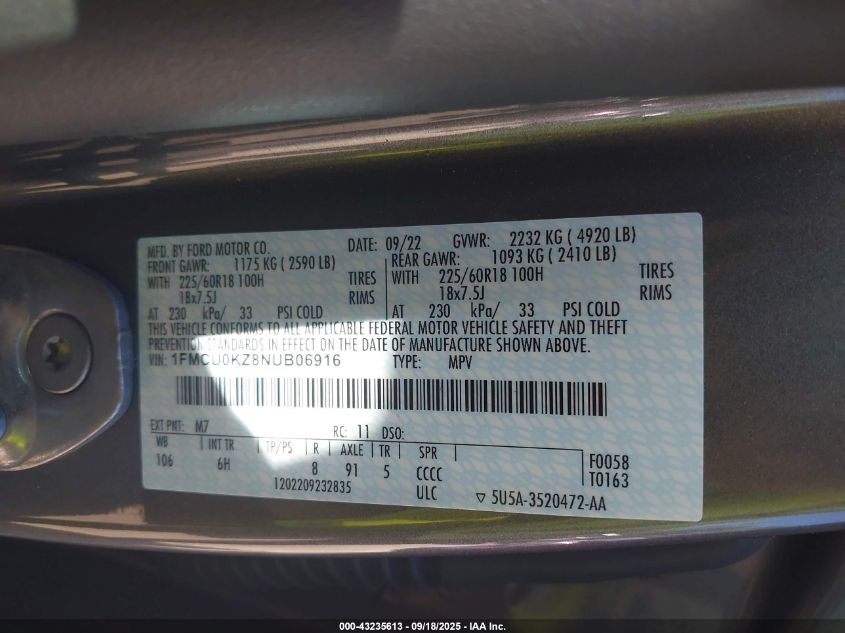 MFD. BY FORD MOTOR CO. DATE: 09/22 GVWR: 2232 KG ( 4920 LB)
FRONT GAWR: 1175 KG ( 2590 LB) REAR GAWR: 1093 KG ( 2410 LB)
WITH 225/60R18 100H TIRES WITH 225/60R18 100H TIRES
18x7.5J RIMS 18x7.5J RIMS
AT 230 kPa/ 33 PSI COLD AT 230 kPa/ 33 PSI COLD
THIS VEHICLE CONFORMS TO ALL APPLICABLE FEDERAL MOTOR VEHICLE SAFETY AND THEFT
PREVENTION STANDARDS IN EFFECT ON THE DATE OF MANUFACTURE SHOWN ABOVE.
VIN: 1FMCU0KZ8NUB06916 TYPE: MPV
EXT PNT: M7 RC: 11 DSO:
WB INT TR TP/PS R AXLE TR SPR F0058
106 6H 8 91 5 CCCC T0163
1202209232835 ULC ▽ 5U5A-3520472-AA
000-43235613 - 09/18/2025 - IAA Inc.